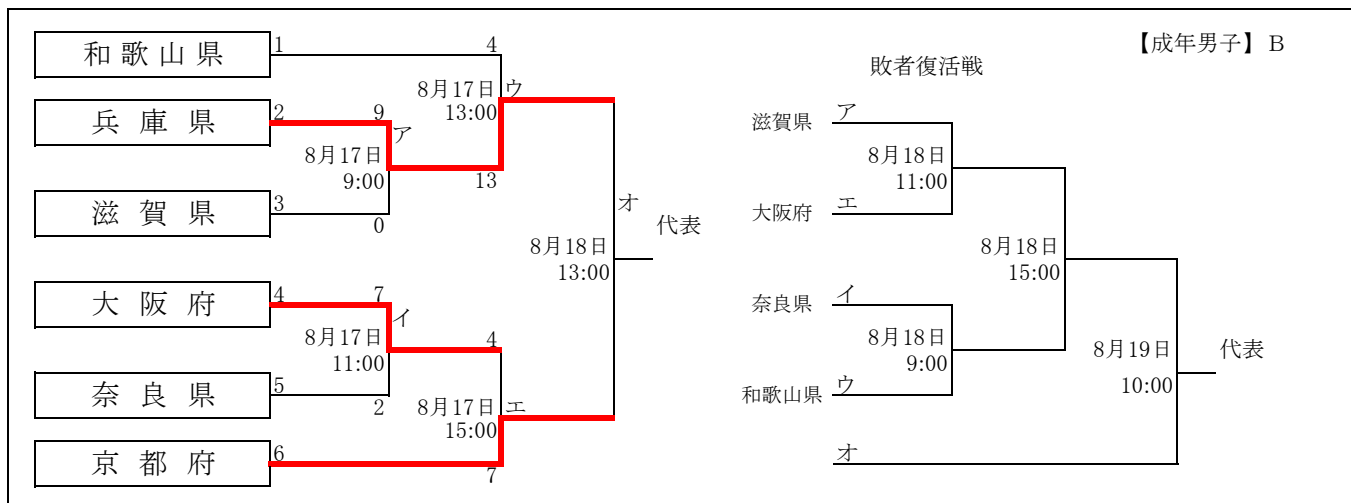 【成年男子】 B
和歌山県
1
4
8月17日
13:00
ウ
兵庫県
2
9
ア
8月17日
9:00
13
滋賀県
3
0
オ
代表
8月18日
13:00
大阪府
4
7
イ
8月17日
11:00
4
奈良県
5
2
8月17日
15:00
エ
京都府
6
7
敗者復活戦
滋賀県
ア
8月18日
11:00
大阪府
エ
8月18日
15:00
奈良県
イ
8月18日
9:00
和歌山県
ウ
8月19日
10:00
代表
オ